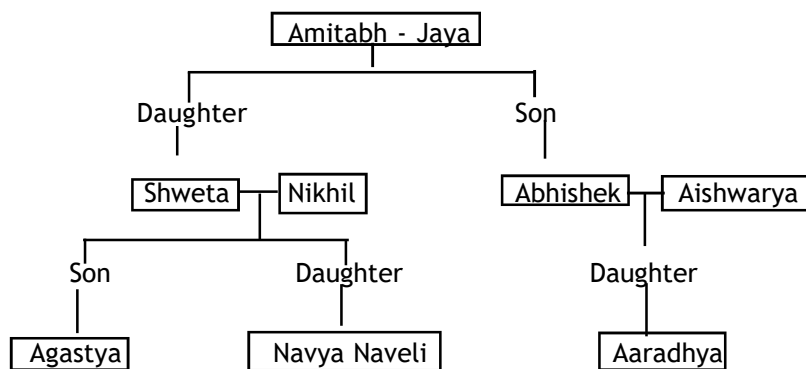 Amitabh - Jaya
Daughter Son
Shweta Nikhil Abhishek Aishwarya
Son Daughter Daughter
Agastya Navya Naveli Aaradhya